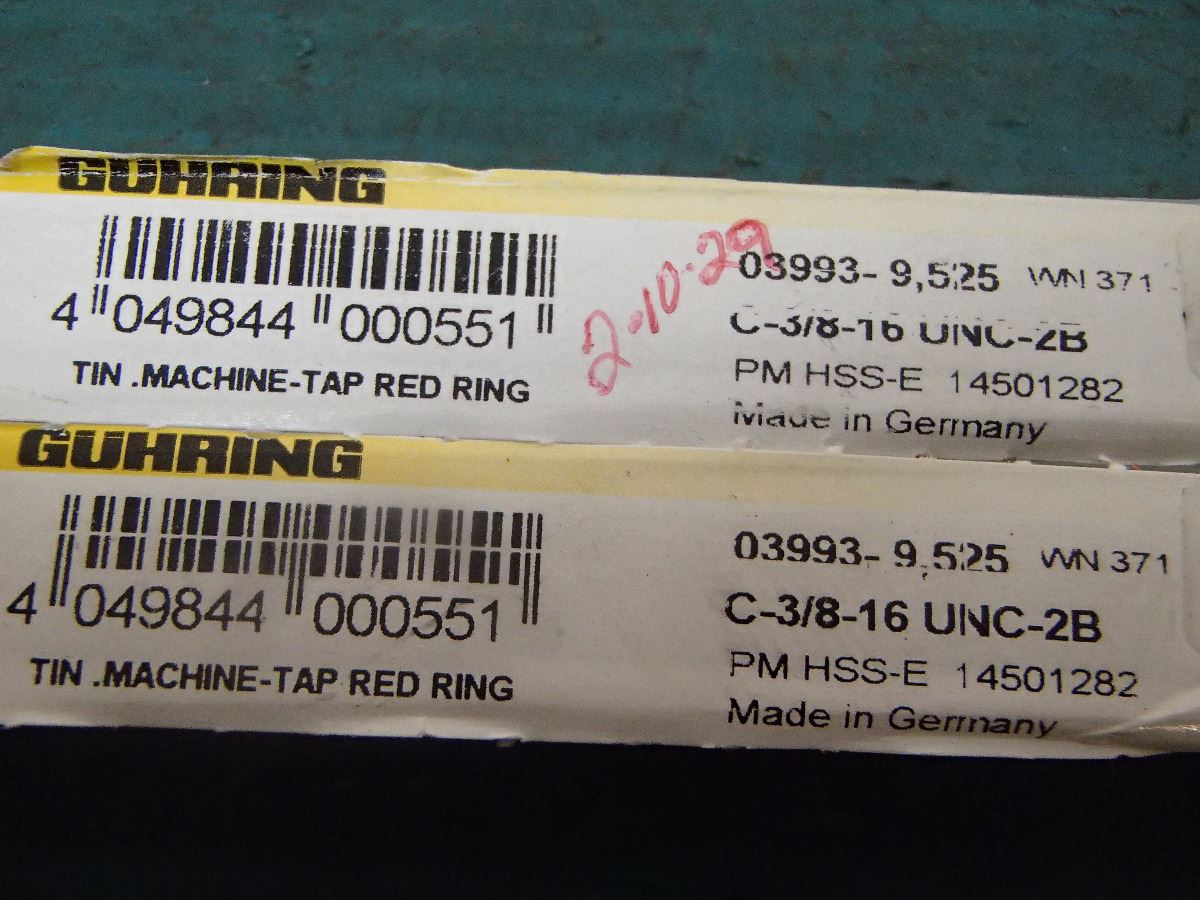 GUHRING
4 049844 000551
TIN .MACHINE-TAP RED RING
2-10-29
03993- 9,525 WN 371
C-3/8-16 UNC-2B
PM HSS-E 14501282
Made in Germany
GUHRING
4 049844 000551
TIN .MACHINE-TAP RED RING
03993- 9,525 WN 371
C-3/8-16 UNC-2B
PM HSS-E 14501282
Made in Germany